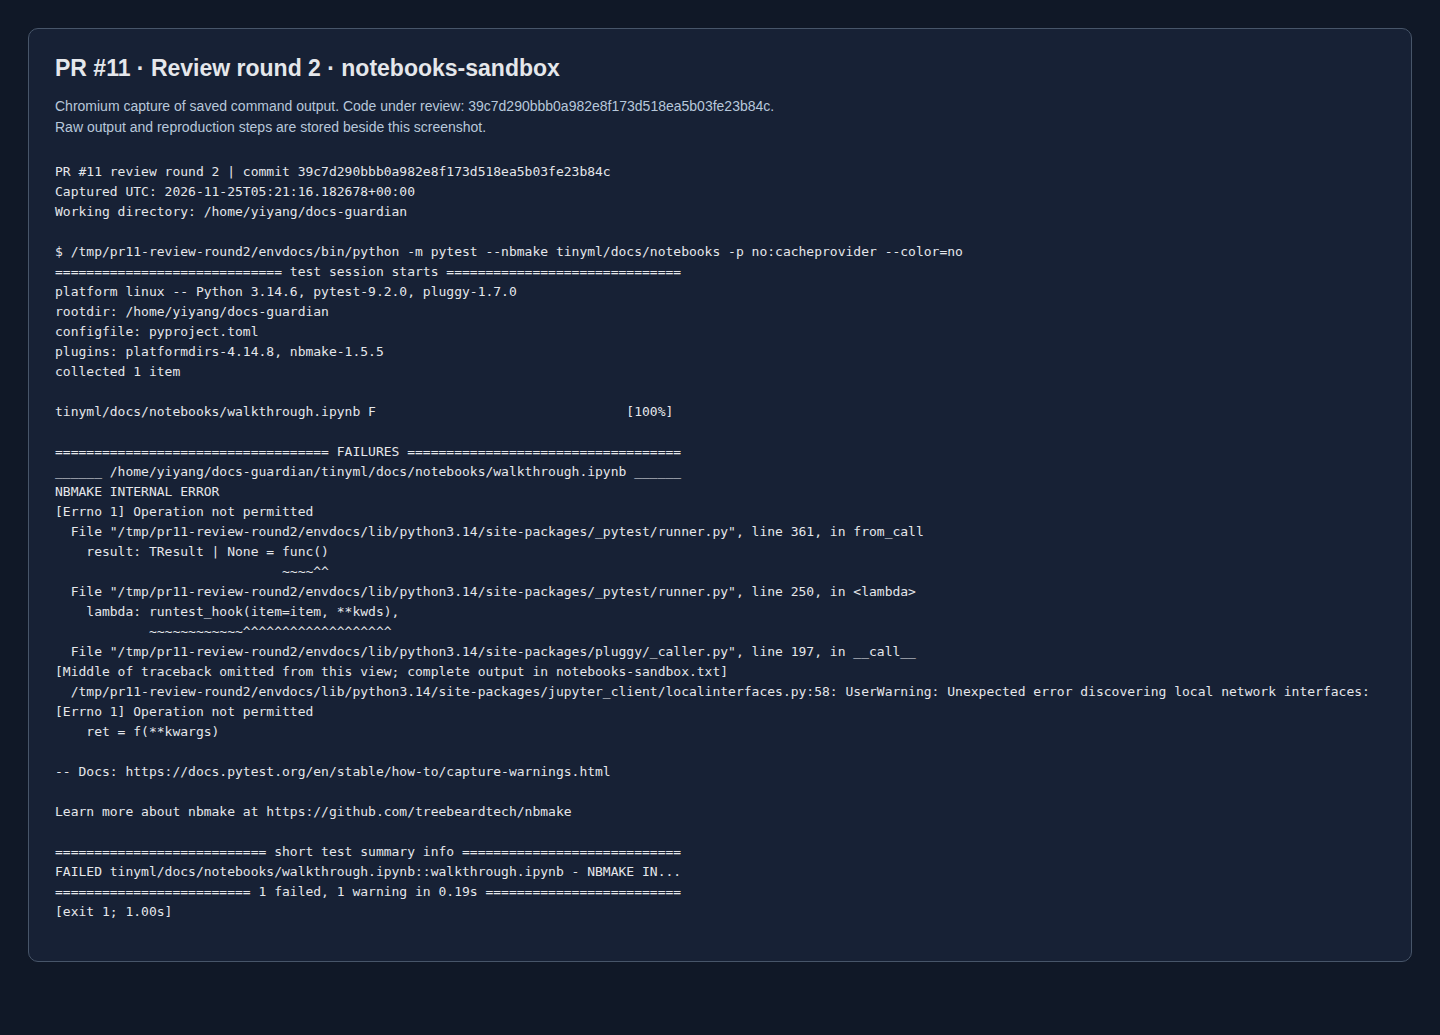 PR #11 · Review round 2 · notebooks-sandbox
Chromium capture of saved command output. Code under review: 39c7d290bbb0a982e8f173d518ea5b03fe23b84c.
Raw output and reproduction steps are stored beside this screenshot.
PR #11 review round 2 | commit 39c7d290bbb0a982e8f173d518ea5b03fe23b84c
Captured UTC: 2026-11-25T05:21:16.182678+00:00
Working directory: /home/yiyang/docs-guardian
$ /tmp/pr11-review-round2/envdocs/bin/python -m pytest --nbmake tinyml/docs/notebooks -p no:cacheprovider --color=no
============================= test session starts ==============================
platform linux -- Python 3.14.6, pytest-9.2.0, pluggy-1.7.0
rootdir: /home/yiyang/docs-guardian
configfile: pyproject.toml
plugins: platformdirs-4.14.8, nbmake-1.5.5
collected 1 item
tinyml/docs/notebooks/walkthrough.ipynb F                                [100%]
=================================== FAILURES ===================================
______ /home/yiyang/docs-guardian/tinyml/docs/notebooks/walkthrough.ipynb ______
NBMAKE INTERNAL ERROR
[Errno 1] Operation not permitted
  File "/tmp/pr11-review-round2/envdocs/lib/python3.14/site-packages/_pytest/runner.py", line 361, in from_call
    result: TResult | None = func()
                             ~~~~^^
  File "/tmp/pr11-review-round2/envdocs/lib/python3.14/site-packages/_pytest/runner.py", line 250, in <lambda>
    lambda: runtest_hook(item=item, **kwds),
            ~~~~~~~~~~~~^^^^^^^^^^^^^^^^^^^
  File "/tmp/pr11-review-round2/envdocs/lib/python3.14/site-packages/pluggy/_caller.py", line 197, in __call__
[Middle of traceback omitted from this view; complete output in notebooks-sandbox.txt]
  /tmp/pr11-review-round2/envdocs/lib/python3.14/site-packages/jupyter_client/localinterfaces.py:58: UserWarning: Unexpected error discovering local network interfaces:
[Errno 1] Operation not permitted
    ret = f(**kwargs)
-- Docs: https://docs.pytest.org/en/stable/how-to/capture-warnings.html
Learn more about nbmake at https://github.com/treebeardtech/nbmake
=========================== short test summary info ============================
FAILED tinyml/docs/notebooks/walkthrough.ipynb::walkthrough.ipynb - NBMAKE IN...
========================= 1 failed, 1 warning in 0.19s =========================
[exit 1; 1.00s]